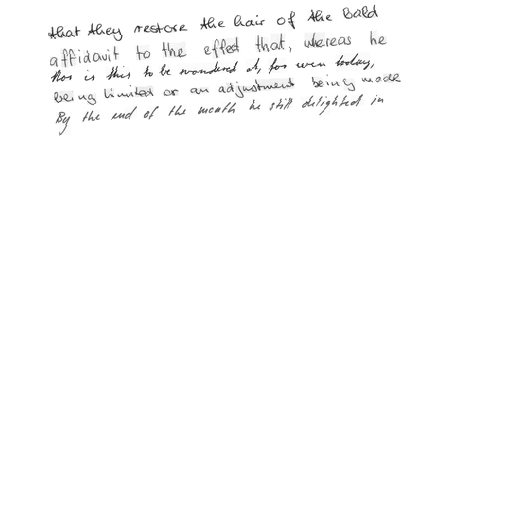 that they restore the hair of the Bald
affidavit to the effect that, whereas he
Nor is this to be wondered at, for even today,
being limited or an adjustment being made
By the end of the month he still delighted in